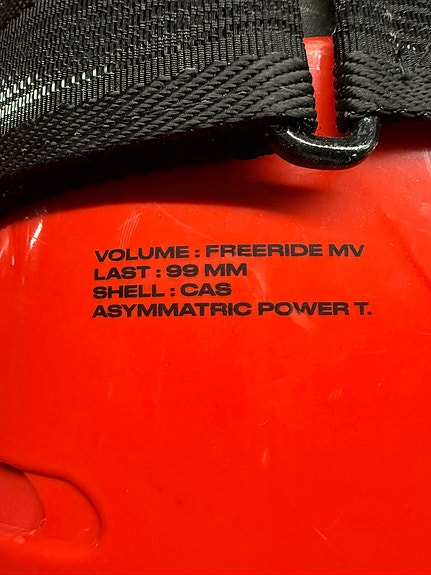 VOLUME : FREERIDE MV
LAST : 99 MM
SHELL : CAS
ASYMMATRIC POWER T.